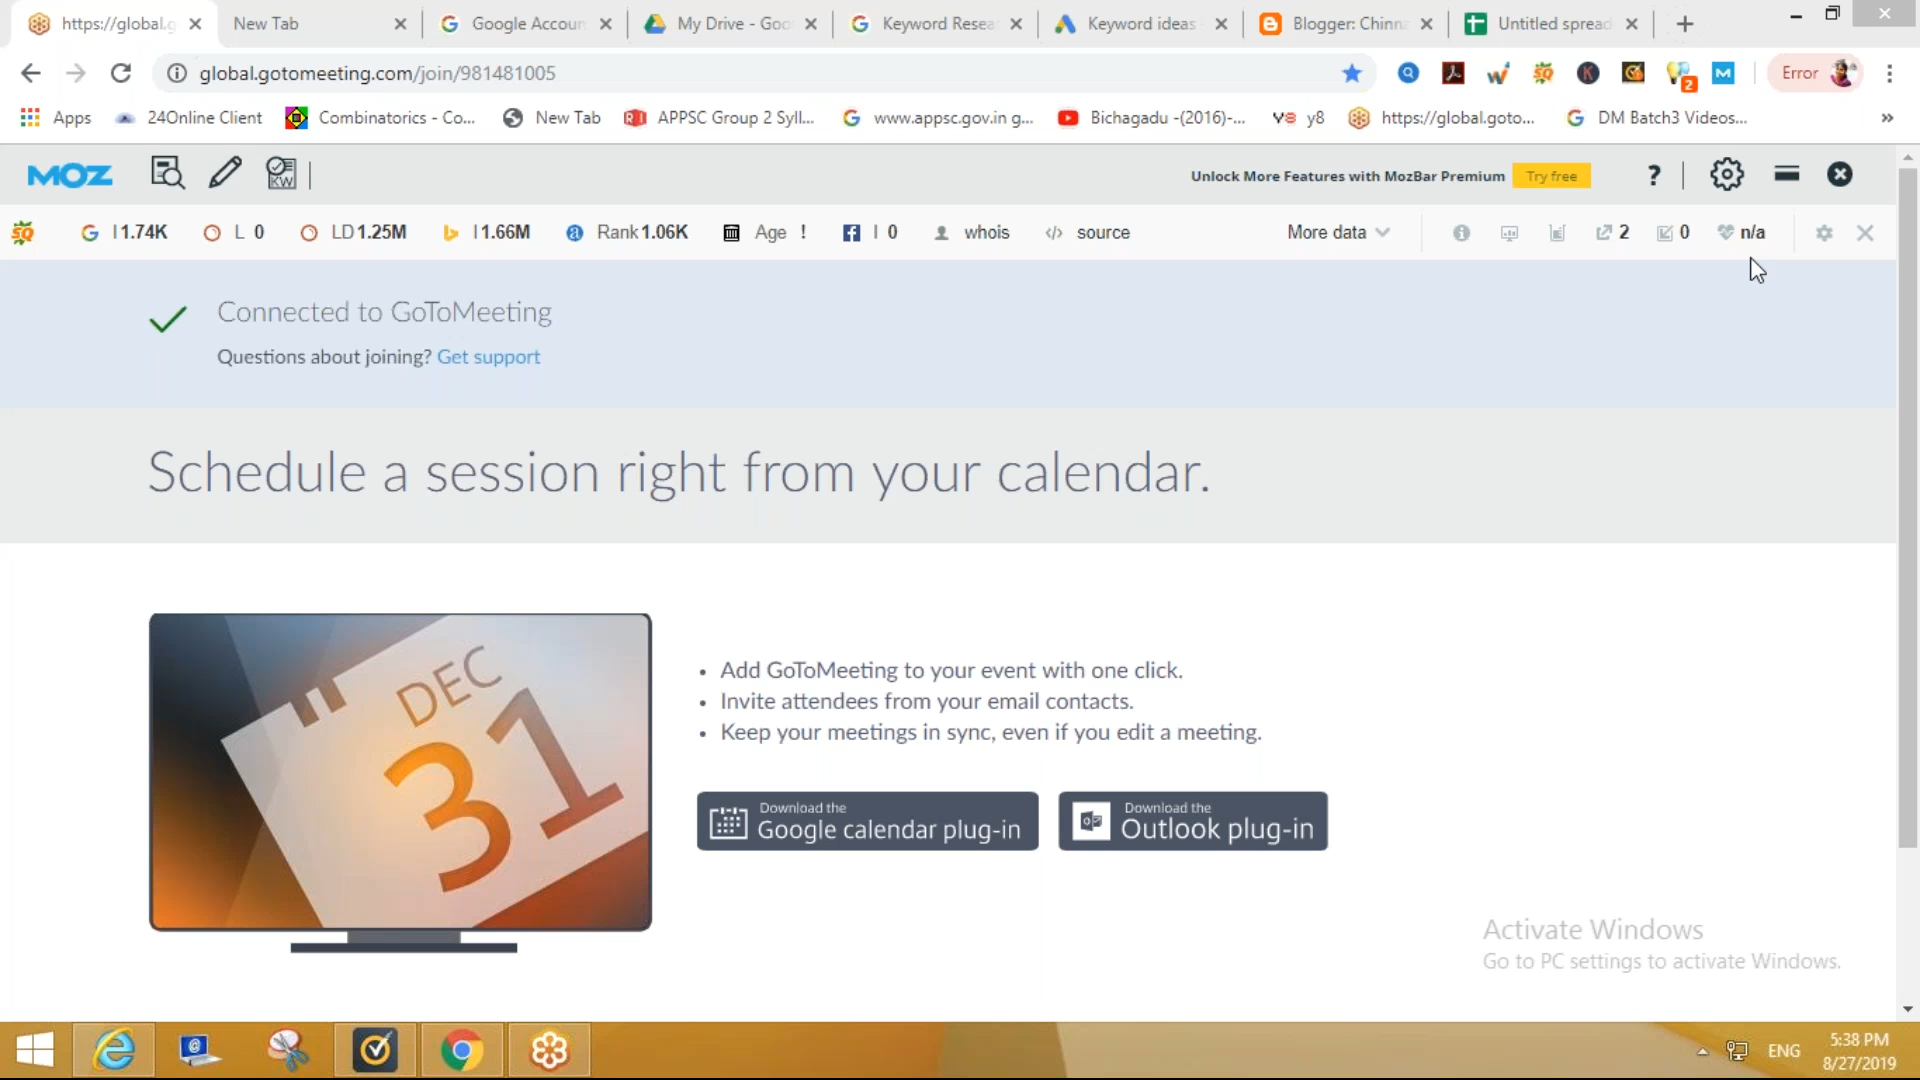 https://global.g
New Tab
Google Accoun
My Drive - Goo
Keyword Resea
Keyword ideas
Blogger: Chinna
Untitled spread
global.gotomeeting.com/join/981481005
2
Error
Apps
24Online Client
Combinatorics - Co...
New Tab
APPSC Group 2 Syll...
www.appsc.gov.in g...
Bichagadu -(2016)-...
y8
https://global.goto...
DM Batch3 Videos...
»
MOZ
KW
Unlock More Features with MozBar Premium
Try free
?
SQ
I 1.74K
L 0
LD 1.25M
I 1.66M
Rank 1.06K
Age !
I 0
whois
source
More data
2
0
n/a
Connected to GoToMeeting
Questions about joining? Get support
Schedule a session right from your calendar.
DEC
31
• Add GoToMeeting to your event with one click.
• Invite attendees from your email contacts.
• Keep your meetings in sync, even if you edit a meeting.
Download the
Google calendar plug-in
Download the
Outlook plug-in
Activate Windows
Go to PC settings to activate Windows.
ENG
5:38 PM
8/27/2019